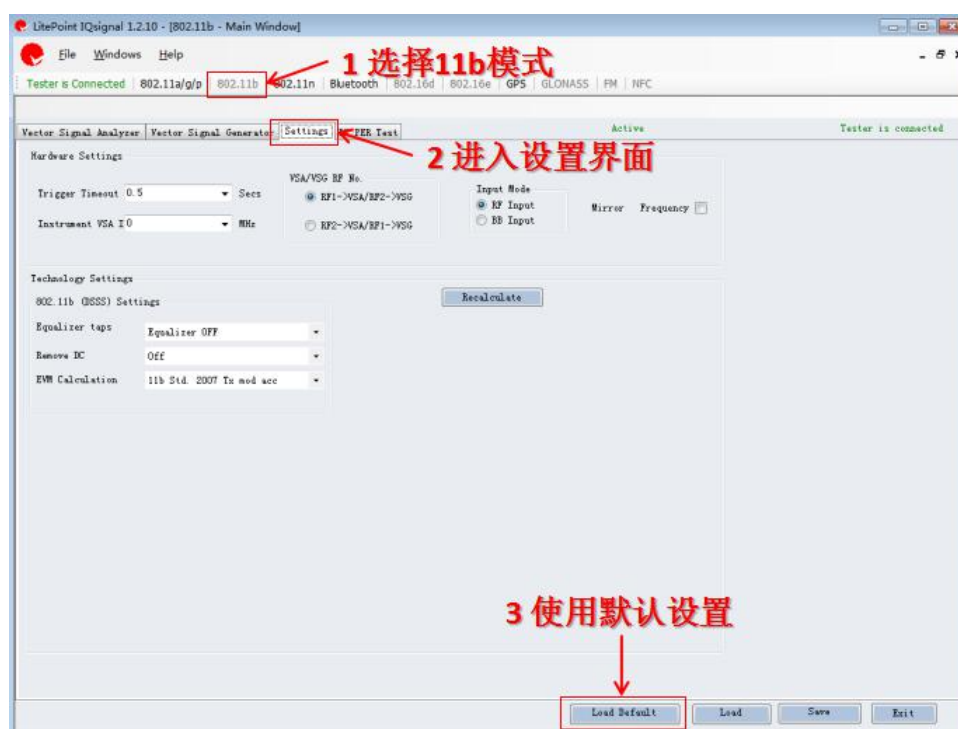 LitePoint IQsignal 1.2.10 - [802.11b - Main Window]
File Windows Help
1 选择11b模式
Tester is Connected 802.11a/g/p 802.11b 802.11n Bluetooth 802.16d 802.16e GPS GLONASS FM NFC
Vector Signal Analyzer Vector Signal Generator Settings PER Test Active Tester is connected
2 进入设置界面
Hardware Settings
VSA/VSG RF No.
Input Mode
Trigger Timeout 0.5 Secs RF1->VSA/RF2->VSG RF Input Mirror Frequency
Instrument VSA I 0 MHz RF2->VSA/RF1->VSG BB Input
Technology Settings
802.11b (DSSS) Settings Recalculate
Equalizer taps Equalizer OFF
Remove DC Off
EVM Calculation 11b Std. 2007 Tx mod acc
3 使用默认设置
Load Default Load Save Exit